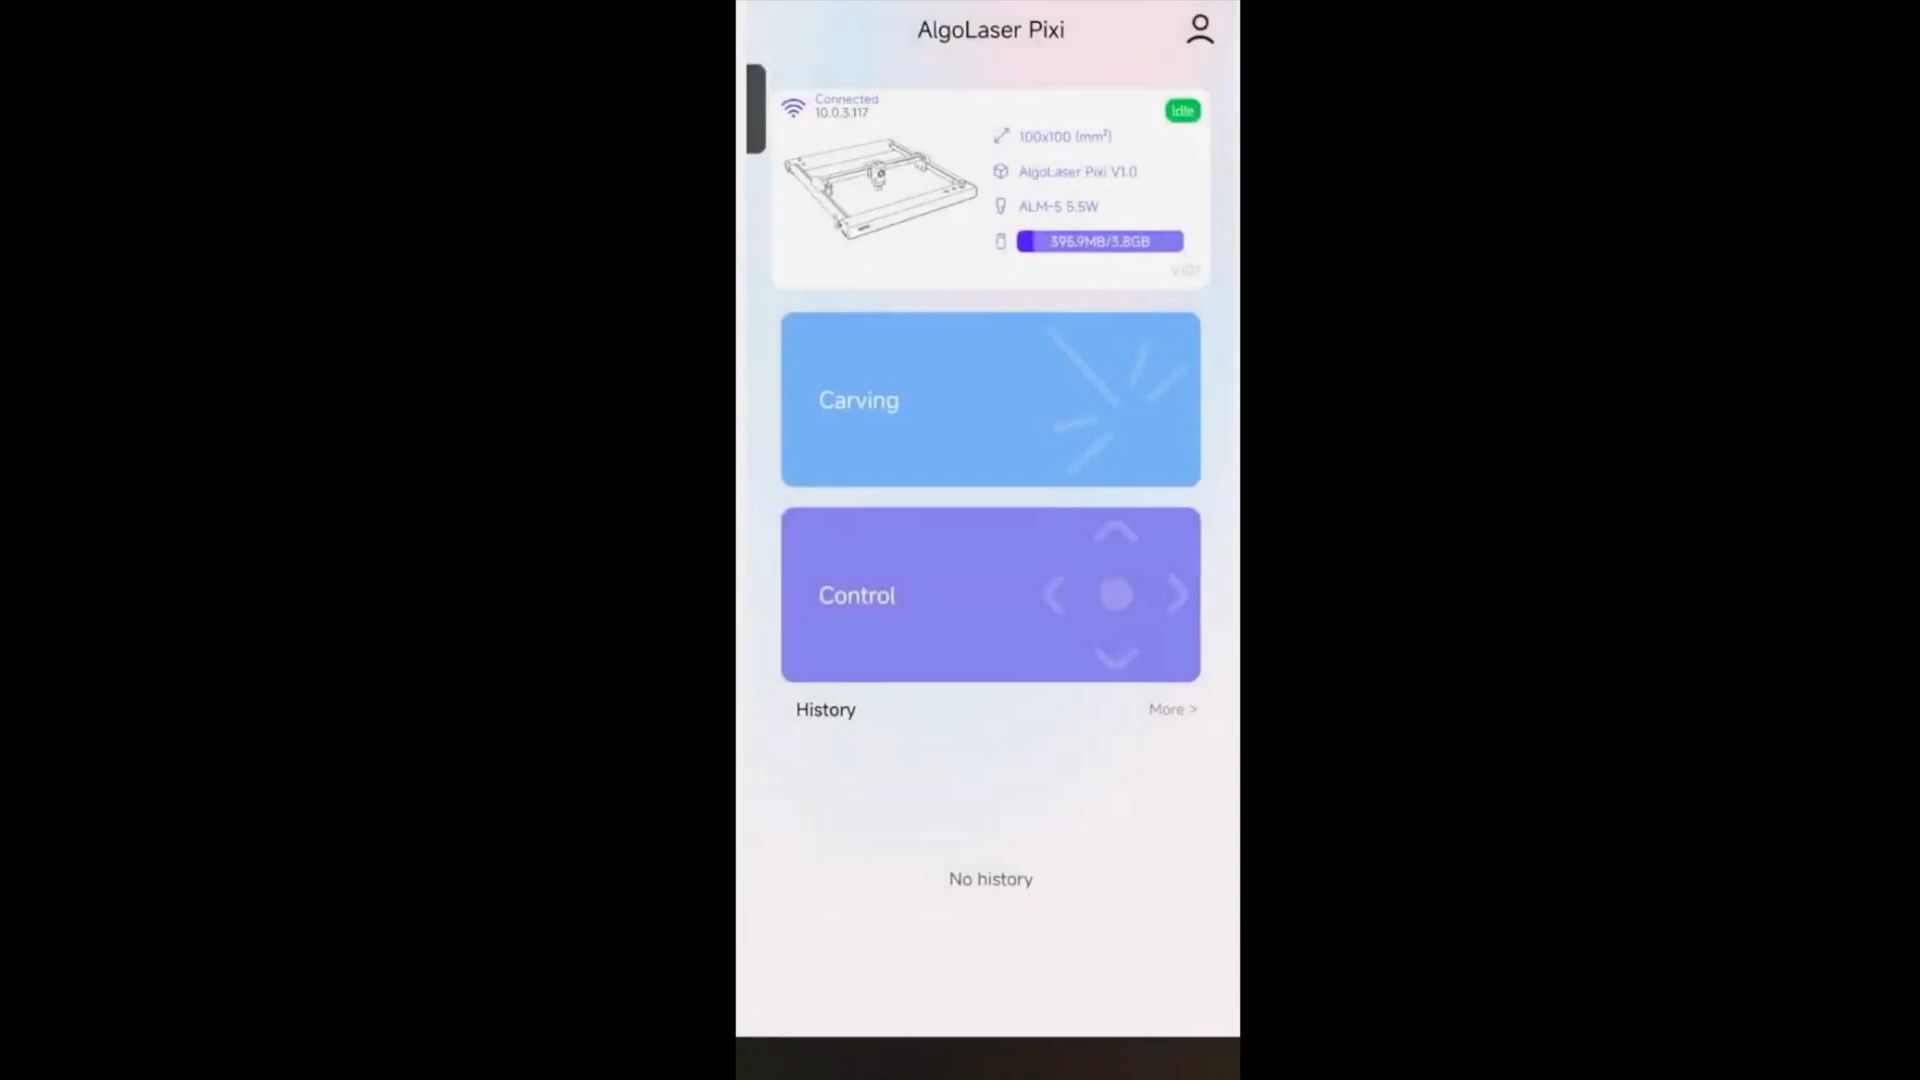 AlgoLaser Pixi
Connected
10.0.3.117
Idle
100x100 (mm²)
AlgoLaser Pixi V1.0
ALM-5 5.5W
396.9MB/3.8GB
Carving
Control
History
More >
No history